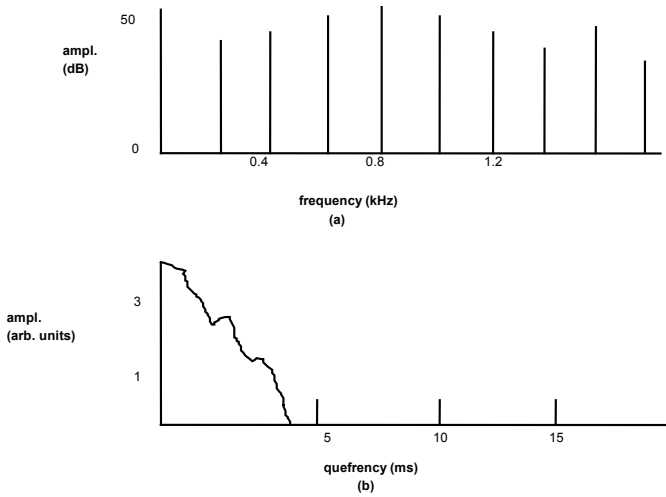 50
ampl.
(dB)
0
0.4 0.8 1.2
frequency (kHz)
(a)
3
ampl.
(arb. units)
1
5 10 15
quefrency (ms)
(b)